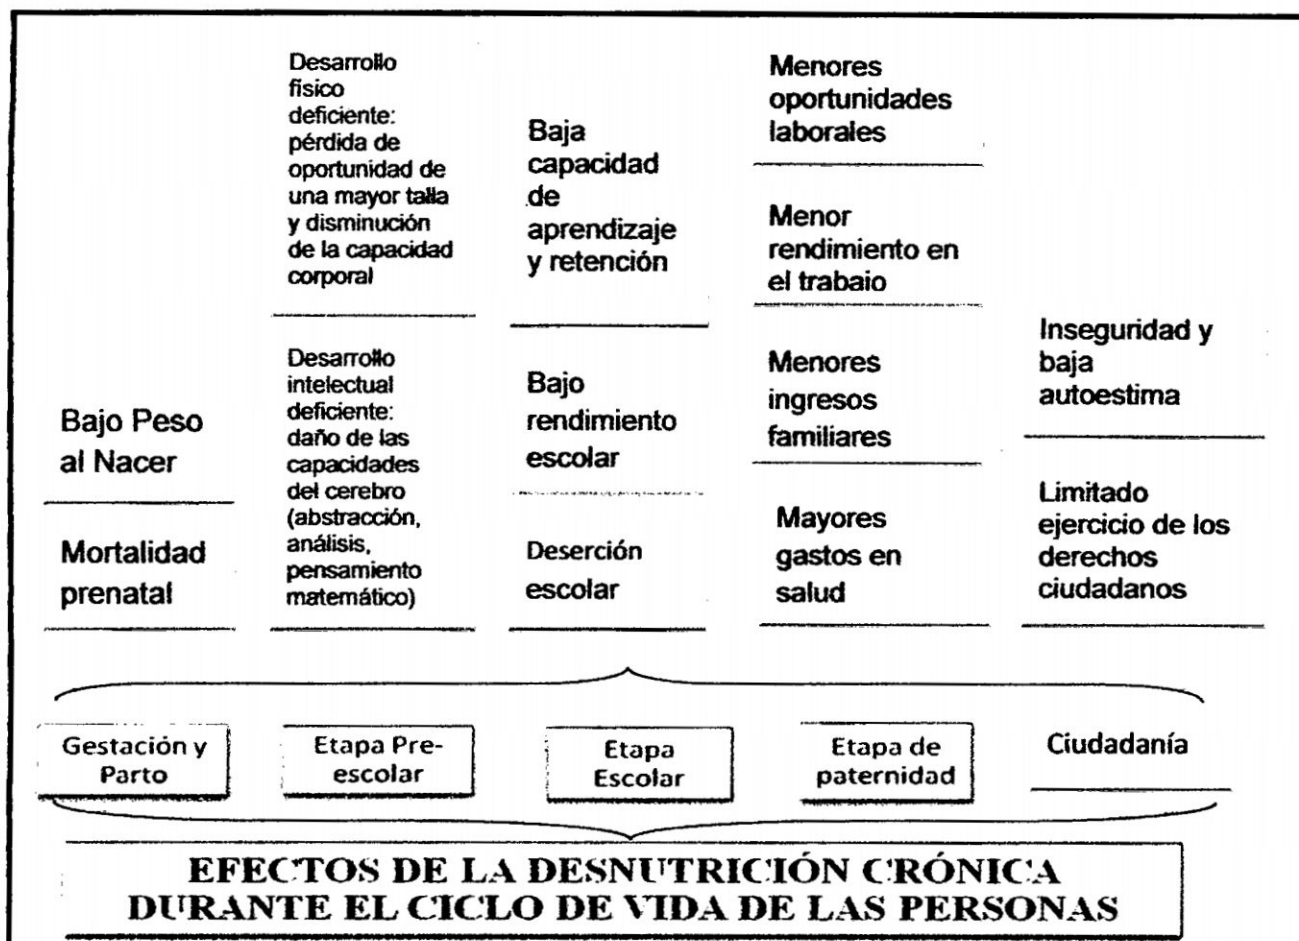 Bajo Peso
al Nacer
Mortalidad
prenatal
Desarrollo
físico
deficiente:
pérdida de
oportunidad de
una mayor talla
y disminución
de la capacidad
corporal
Desarrollo
intelectual
deficiente:
daño de las
capacidades
del cerebro
(abstracción,
análisis,
pensamiento
matemático)
Baja
capacidad
de
aprendizaje
y retención
Bajo
rendimiento
escolar
Deserción
escolar
Menores
oportunidades
laborales
Menor
rendimiento en
el trabaio
Menores
ingresos
familiares
Mayores
gastos en
salud
Inseguridad y
baja
autoestima
Limitado
ejercicio de los
derechos
ciudadanos
Gestación y
Parto
Etapa Pre-
escolar
Etapa
Escolar
Etapa de
paternidad
Ciudadanía
EFECTOS DE LA DESNUTRICIÓN CRÓNICA
DURANTE EL CICLO DE VIDA DE LAS PERSONAS